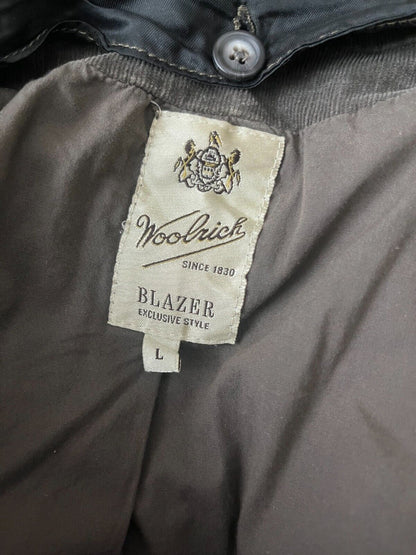 Woolrich
SINCE 1830
BLAZER
EXCLUSIVE STYLE
L